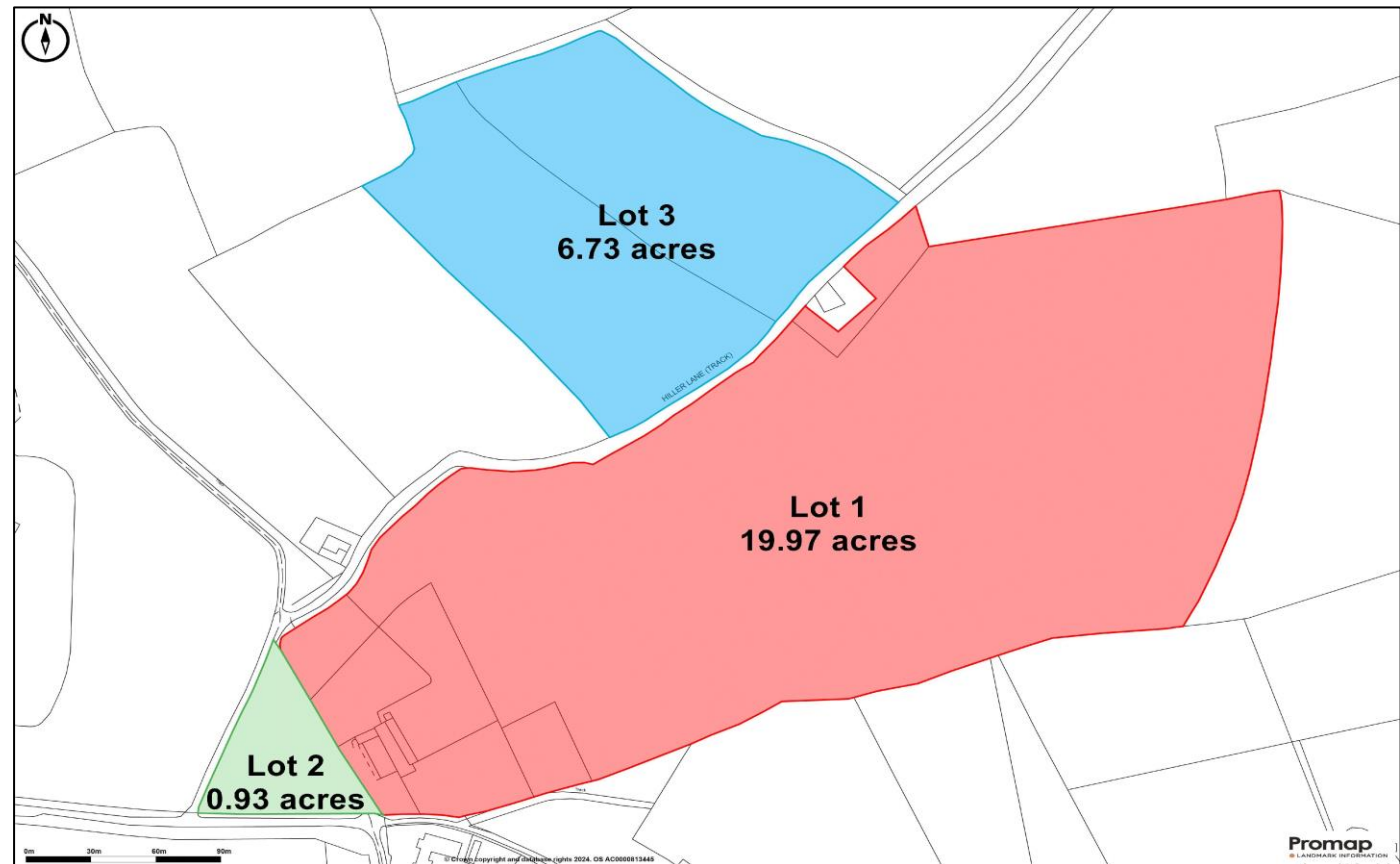 N
Lot 3
6.73 acres
HILLER LANE (TRACK)
Lot 1
19.97 acres
Lot 2
0.93 acres
Track
0m 30m 60m 90m
© Crown copyright and database rights 2024. OS AC0000813445
Promap
LANDMARK INFORMATION